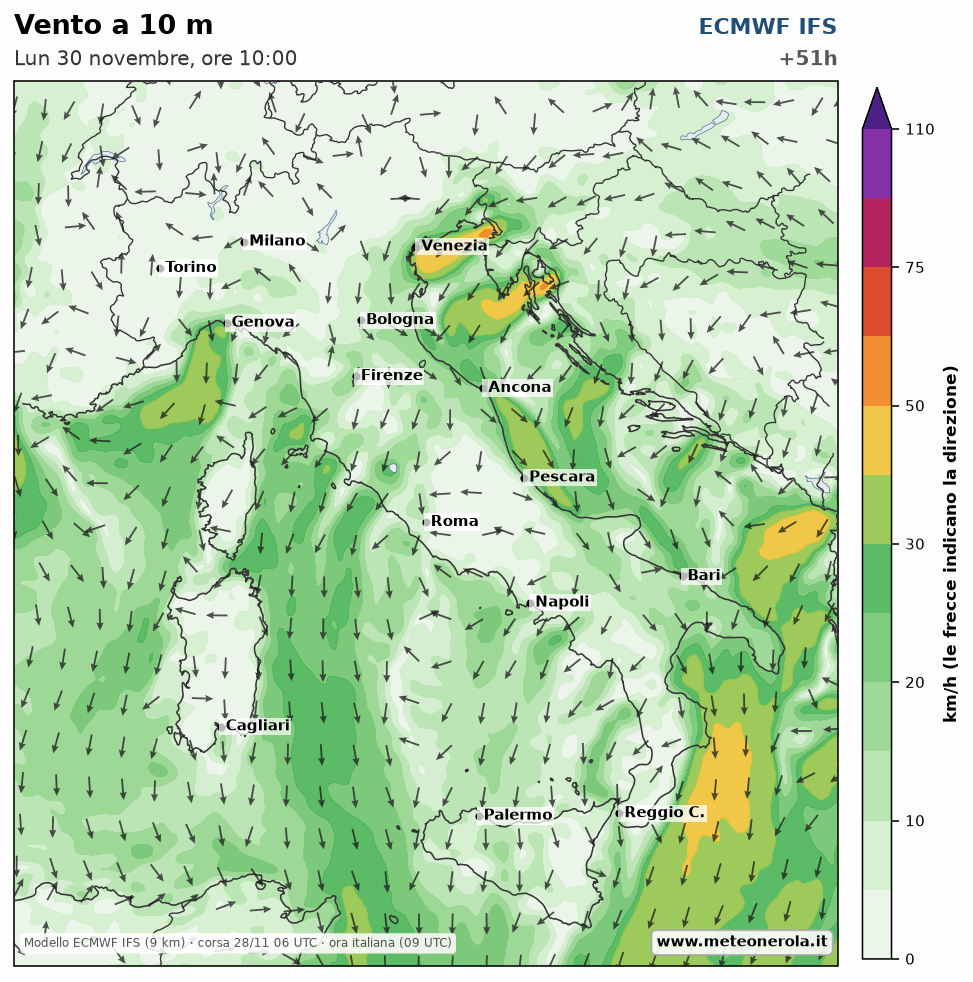 Vento a 10 m
ECMWF IFS
Lun 30 novembre, ore 10:00
+51h
110
75
50
30
20
10
0
km/h (le frecce indicano la direzione)
Venezia
Milano
Torino
Genova
Bologna
Firenze
Ancona
Pescara
Roma
Bari
Napoli
Cagliari
Palermo
Reggio C.
Modello ECMWF IFS (9 km) · corsa 28/11 06 UTC · ora italiana (09 UTC)
www.meteonerola.it